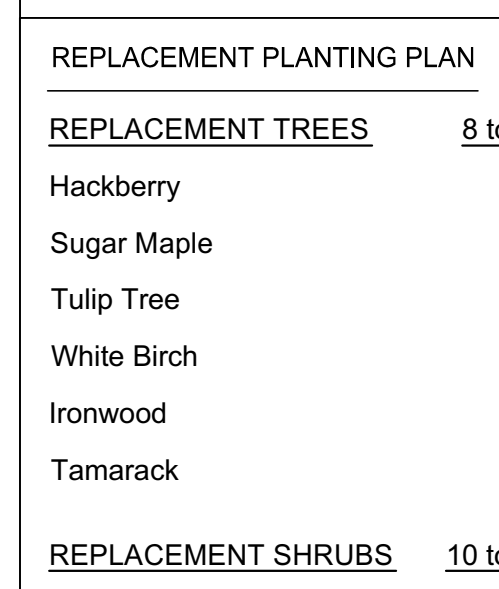 REPLACEMENT PLANTING PLAN
REPLACEMENT TREES 8
Hackberry
Sugar Maple
Tulip Tree
White Birch
Ironwood
Tamarack
REPLACEMENT SHRUBS 10